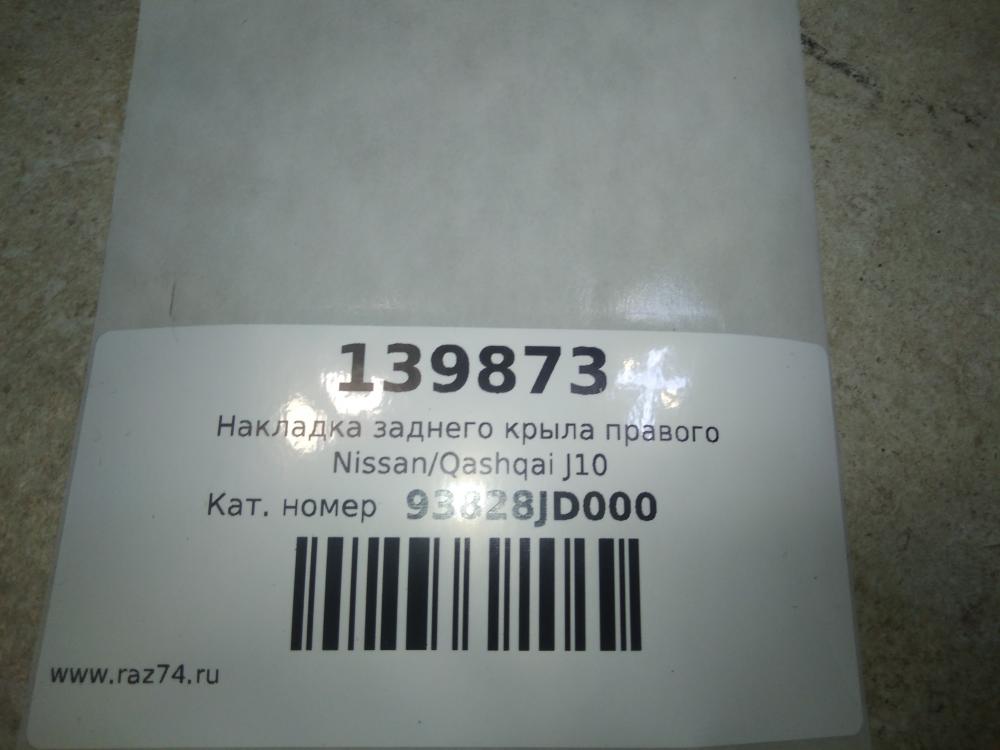 139873
Накладка заднего крыла правого
Nissan/Qashqai J10
Кат. номер 93828JD000
www.raz74.ru